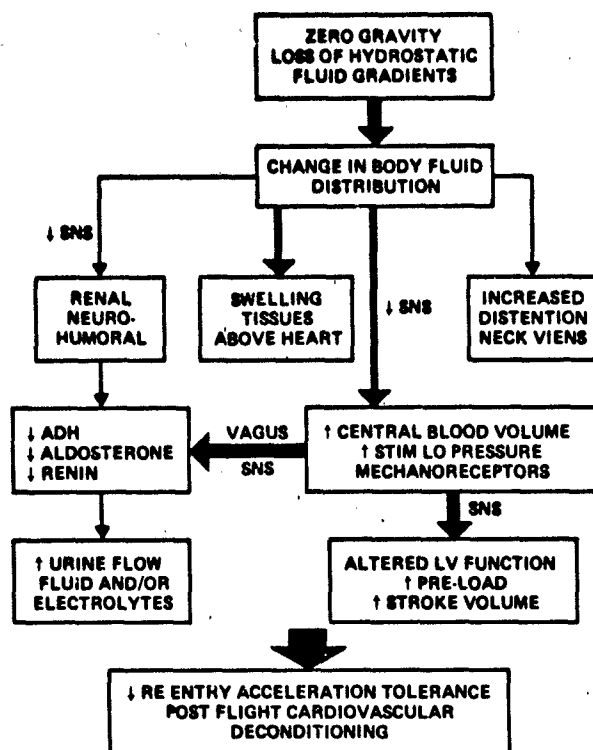 ZERO GRAVITY
LOSS OF HYDROSTATIC
FLUID GRADIENTS
CHANGE IN BODY FLUID
DISTRIBUTION
↓ SNS
RENAL
NEURO-
HUMORAL
SWELLING
TISSUES
ABOVE HEART
↓ SNS
INCREASED
DISTENTION
NECK VIENS
↓ ADH
↓ ALDOSTERONE
↓ RENIN
VAGUS
SNS
↑ CENTRAL BLOOD VOLUME
↑ STIM LO PRESSURE
MECHANORECEPTORS
SNS
↑ URINE FLOW
FLUID AND/OR
ELECTROLYTES
ALTERED LV FUNCTION
↑ PRE-LOAD
↑ STROKE VOLUME
↓ RE ENTRY ACCELERATION TOLERANCE
POST FLIGHT CARDIOVASCULAR
DECONDITIONING